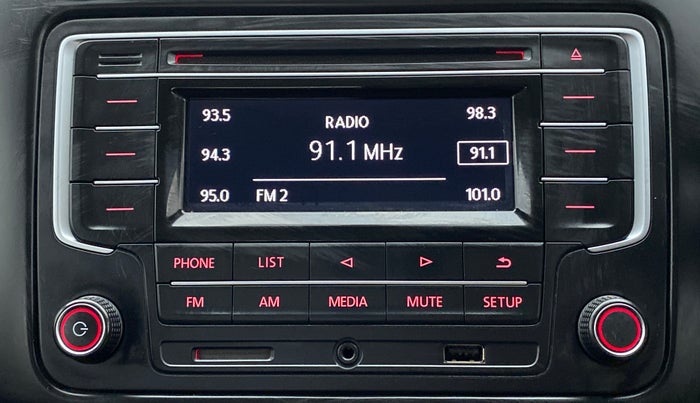 93.5
RADIO
98.3
94.3
91.1 MHz
91.1
95.0
FM 2
101.0
PHONE
LIST
FM
AM
MEDIA
MUTE
SETUP